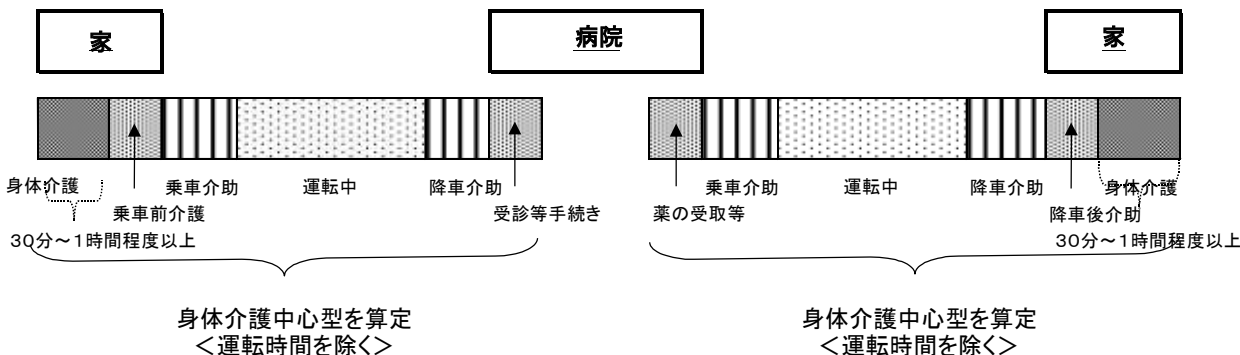 家
病院
家
身体介護
乗車介助
運転中
降車介助
乗車介助
運転中
降車介助
身体介護
乗車前介護
受診等手続き
薬の受取等
降車後介助
30分~1時間程度以上
30分~1時間程度以上
身体介護中心型を算定
<運転時間を除く>
身体介護中心型を算定
<運転時間を除く>